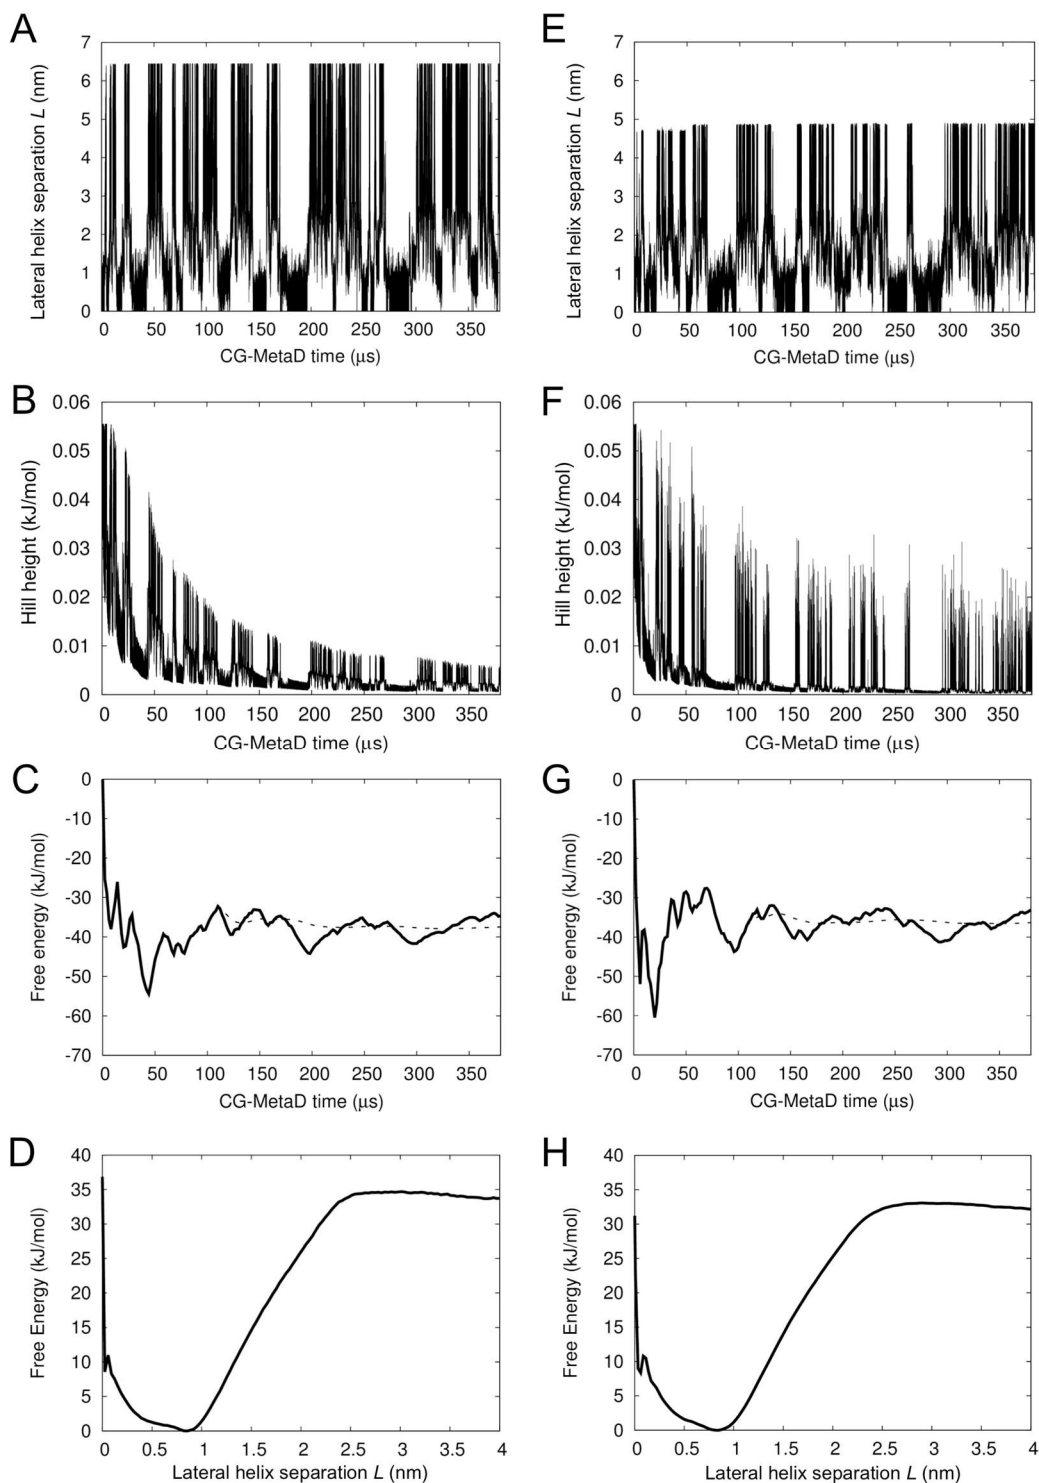 A
Lateral helix separation L (nm)
7
6
5
4
3
2
1
0
0 50 100 150 200 250 300 350
CG-MetaD time (μs)
E
Lateral helix separation L (nm)
7
6
5
4
3
2
1
0
0 50 100 150 200 250 300 350
CG-MetaD time (μs)
B
Hill height (kJ/mol)
0.06
0.05
0.04
0.03
0.02
0.01
0
0 50 100 150 200 250 300 350
CG-MetaD time (μs)
F
Hill height (kJ/mol)
0.06
0.05
0.04
0.03
0.02
0.01
0
0 50 100 150 200 250 300 350
CG-MetaD time (μs)
C
Free energy (kJ/mol)
0
-10
-20
-30
-40
-50
-60
-70
0 50 100 150 200 250 300 350
CG-MetaD time (μs)
G
Free energy (kJ/mol)
0
-10
-20
-30
-40
-50
-60
-70
0 50 100 150 200 250 300 350
CG-MetaD time (μs)
D
Free Energy (kJ/mol)
40
35
30
25
20
15
10
5
0
0 0.5 1 1.5 2 2.5 3 3.5 4
Lateral helix separation L (nm)
H
Free Energy (kJ/mol)
40
35
30
25
20
15
10
5
0
0 0.5 1 1.5 2 2.5 3 3.5 4
Lateral helix separation L (nm)